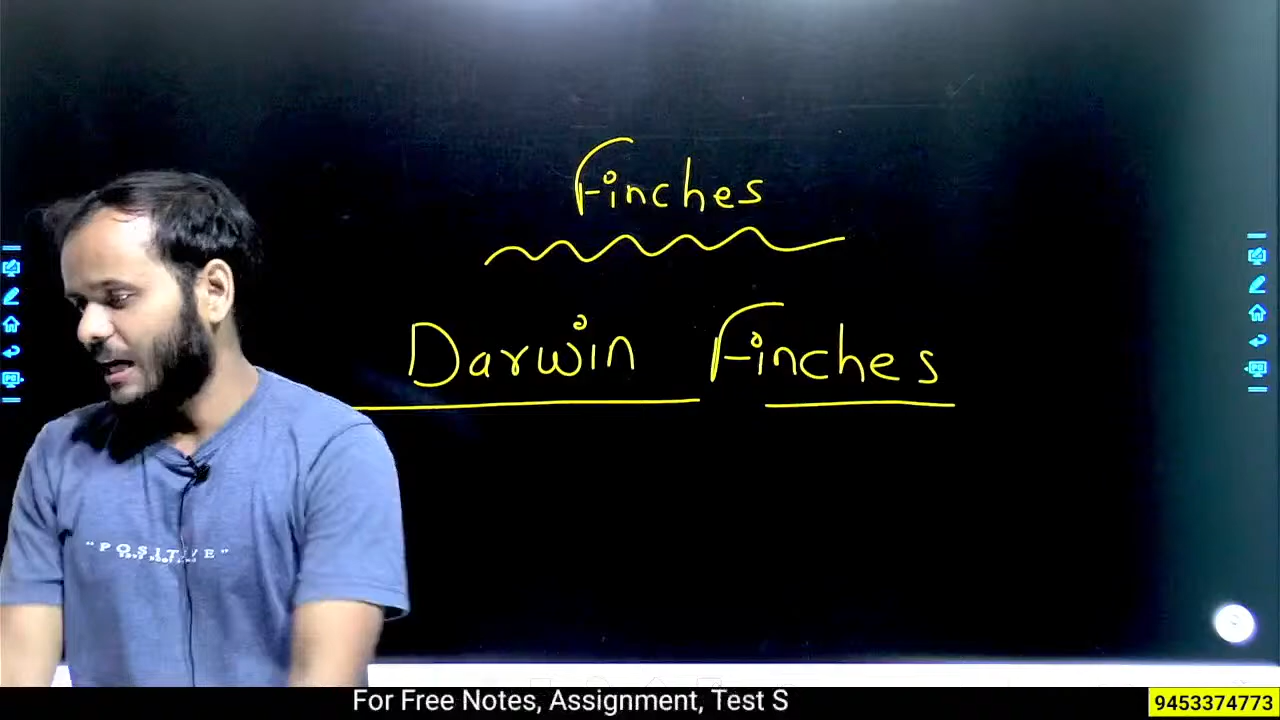 Finches
Darwin Finches
"POSITIVE"
For Free Notes, Assignment, Test S
9453374773